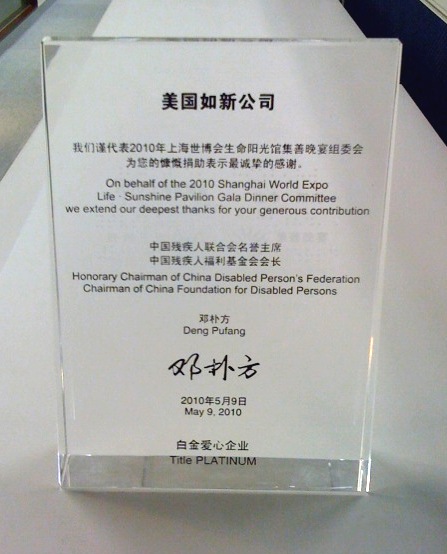 美国如新公司
我们谨代表2010年上海世博会生命阳光馆集善晚宴组委会
为您的慷慨捐助表示最诚挚的感谢。
On behalf of the 2010 Shanghai World Expo
Life · Sunshine Pavilion Gala Dinner Committee
we extend our deepest thanks for your generous contribution
中国残疾人联合会名誉主席
中国残疾人福利基金会会长
Honorary Chairman of China Disabled Person's Federation
Chairman of China Foundation for Disabled Persons
邓朴方
Deng Pufang
邓朴方
2010年5月9日
May 9, 2010
白金爱心企业
Title PLATINUM